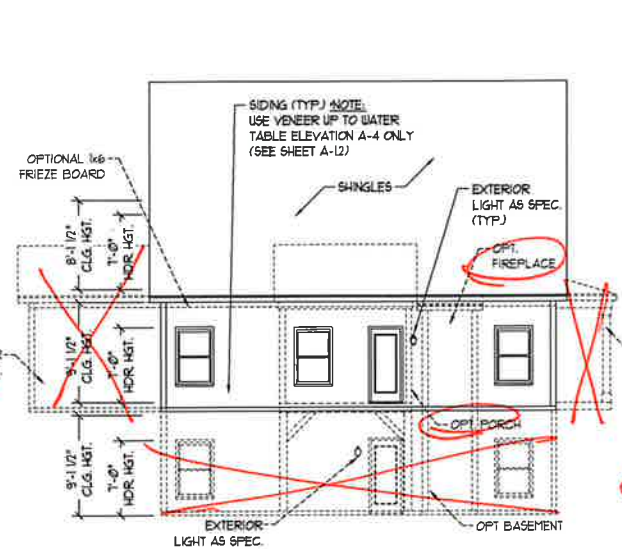 SIDING (TYP.) NOTE:
USE VENEER UP TO WATER
TABLE ELEVATION A-4 ONLY
(SEE SHEET A-1.2)
OPTIONAL 1x6
FRIEZE BOARD
SHINGLES
EXTERIOR
LIGHT AS SPEC.
(TYP.)
OPT.
FIREPLACE
8'-1 1/2"
CLG. HGT.
7'-0"
HDR. HGT.
9'-1 1/2"
CLG. HGT.
7'-0"
HDR. HGT.
OPT PORCH
9'-1 1/2"
CLG. HGT.
7'-0"
HDR. HGT.
EXTERIOR
LIGHT AS SPEC.
OPT BASEMENT